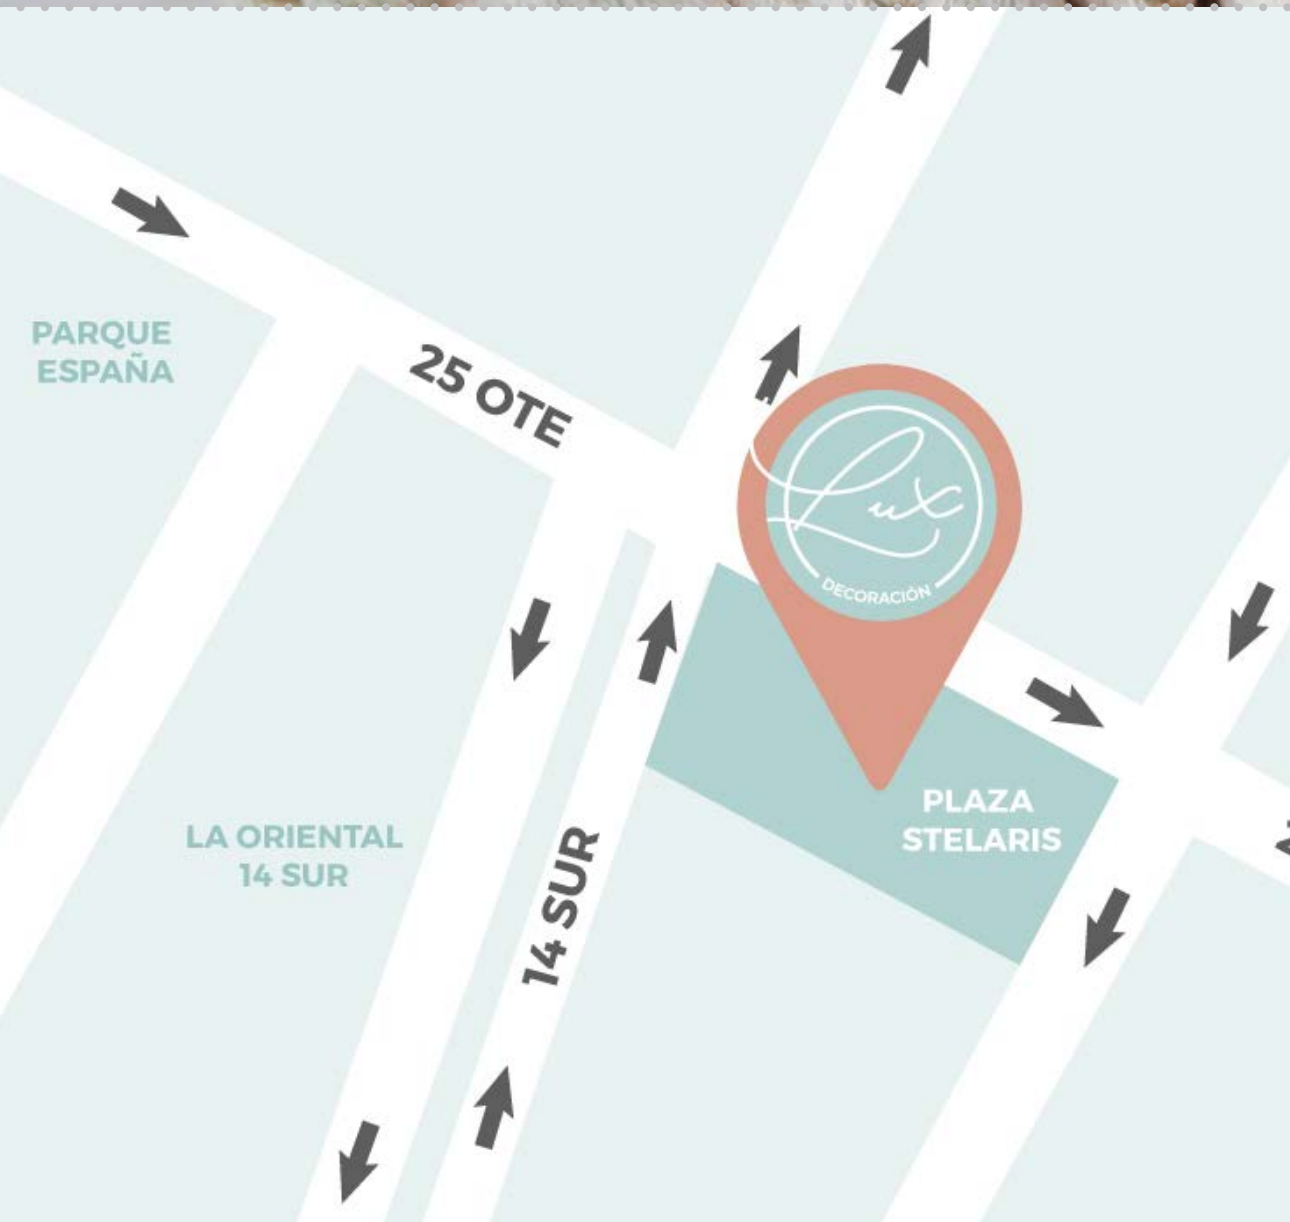 PARQUE
ESPAÑA
25 OTE
Lux
DECORACIÓN
PLAZA
STELARIS
LA ORIENTAL
14 SUR
14 SUR